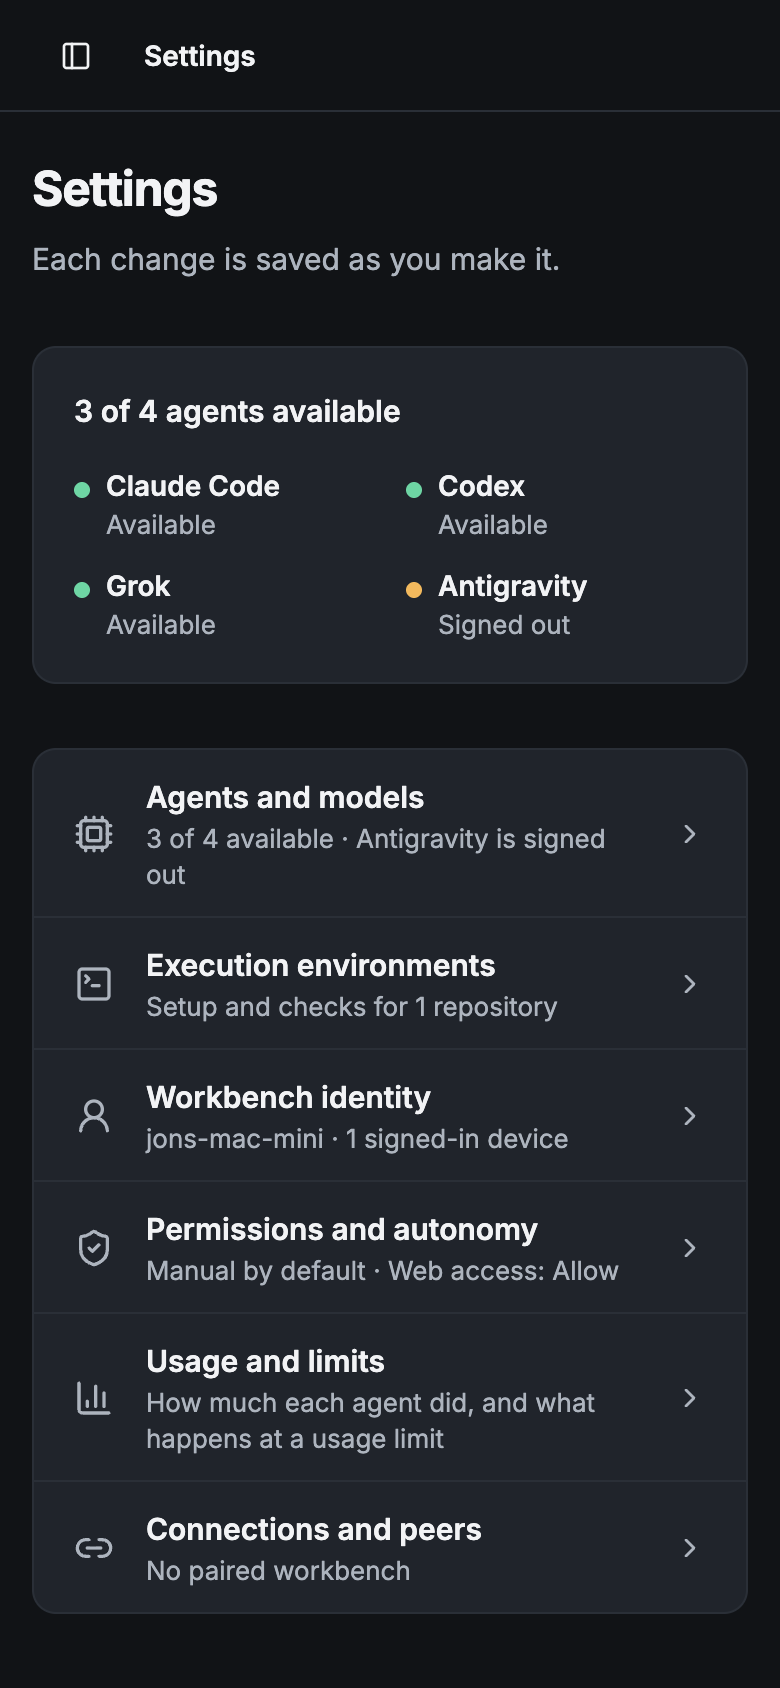 Settings
Settings
Each change is saved as you make it.
3 of 4 agents available
Claude Code
Available
Codex
Available
Grok
Available
Antigravity
Signed out
Agents and models
3 of 4 available · Antigravity is signed
out
Execution environments
Setup and checks for 1 repository
Workbench identity
jons-mac-mini · 1 signed-in device
Permissions and autonomy
Manual by default · Web access: Allow
Usage and limits
How much each agent did, and what
happens at a usage limit
Connections and peers
No paired workbench